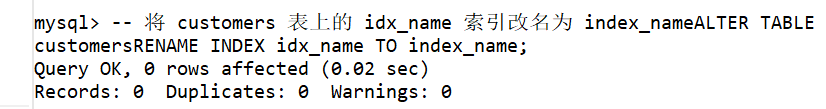 mysql> -- 将 customers 表上的 idx_name 索引改名为 index_nameALTER TABLE
customersRENAME INDEX idx_name TO index_name;
Query OK, 0 rows affected (0.02 sec)
Records: 0  Duplicates: 0  Warnings: 0